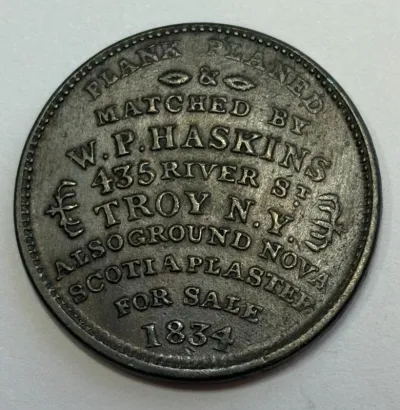 PLANK PLANED
&
MATCHED BY
W. P. HASKINS
435 RIVER ST.
TROY N. Y.
ALSO GROUND NOVA
SCOTIA PLASTER
FOR SALE
1834